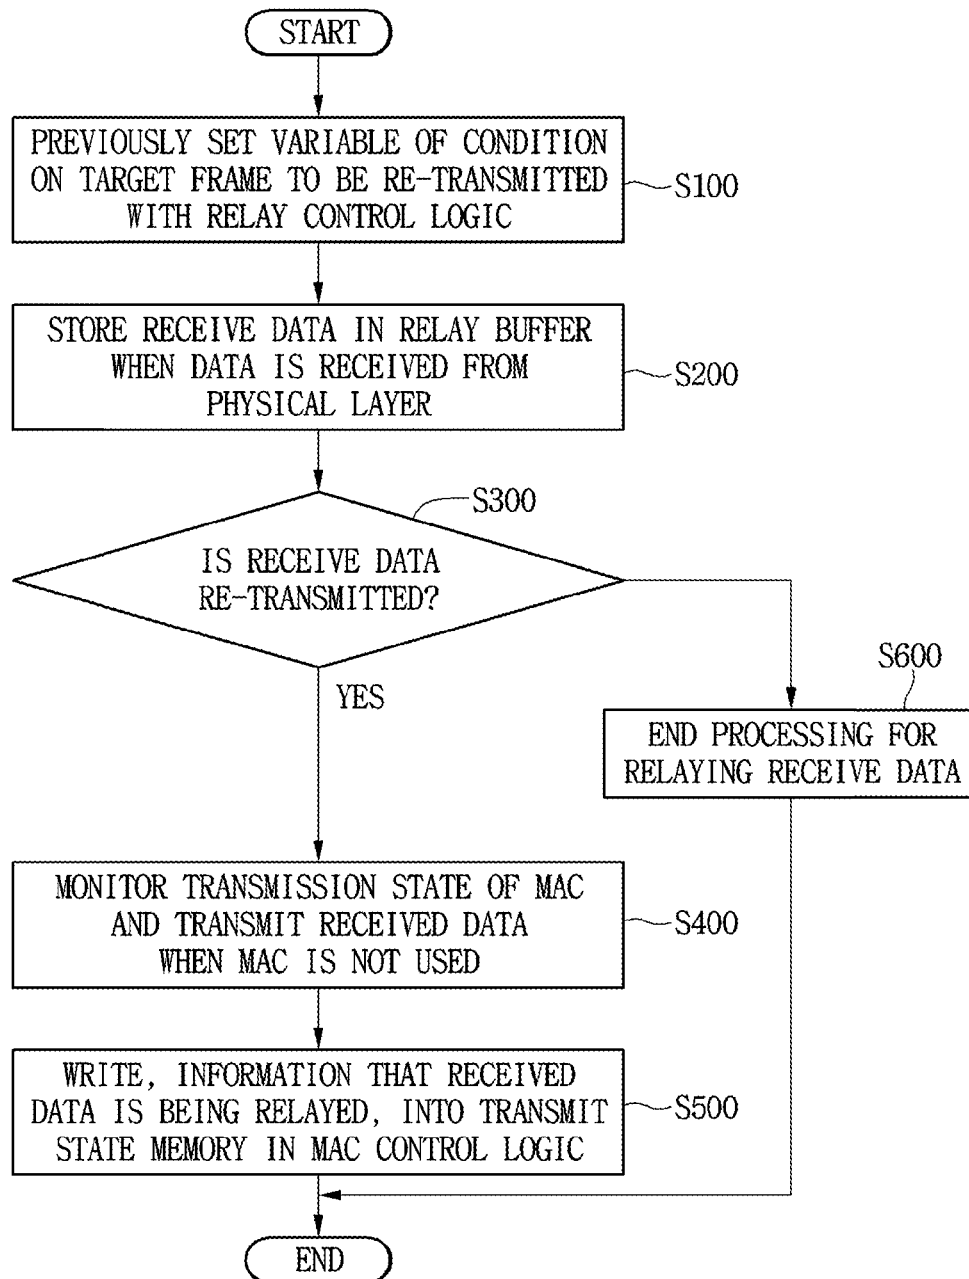 START
PREVIOUSLY SET VARIABLE OF CONDITION
ON TARGET FRAME TO BE RE-TRANSMITTED
WITH RELAY CONTROL LOGIC
S100
STORE RECEIVE DATA IN RELAY BUFFER
WHEN DATA IS RECEIVED FROM
PHYSICAL LAYER
S200
S300
IS RECEIVE DATA
RE-TRANSMITTED?
YES
S600
END PROCESSING FOR
RELAYING RECEIVE DATA
MONITOR TRANSMISSION STATE OF MAC
AND TRANSMIT RECEIVED DATA
WHEN MAC IS NOT USED
S400
WRITE, INFORMATION THAT RECEIVED
DATA IS BEING RELAYED, INTO TRANSMIT
STATE MEMORY IN MAC CONTROL LOGIC
S500
END